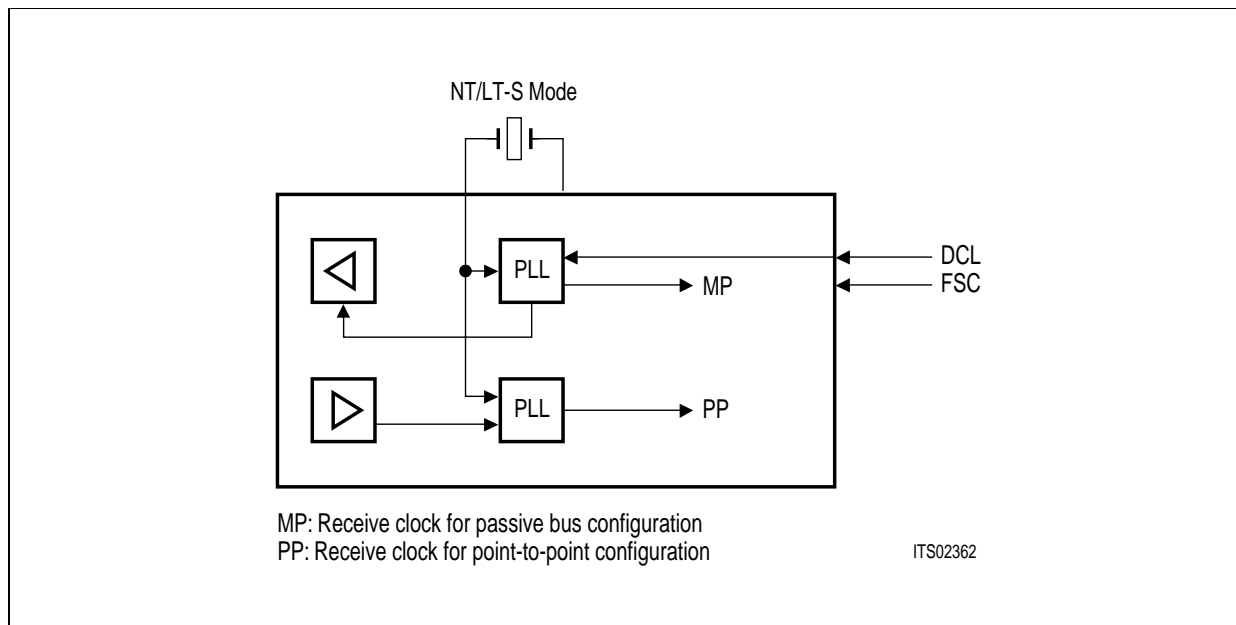 NT/LT-S Mode
PLL
DCL
MP
FSC
PLL
PP
MP: Receive clock for passive bus configuration
PP: Receive clock for point-to-point configuration
ITS02362